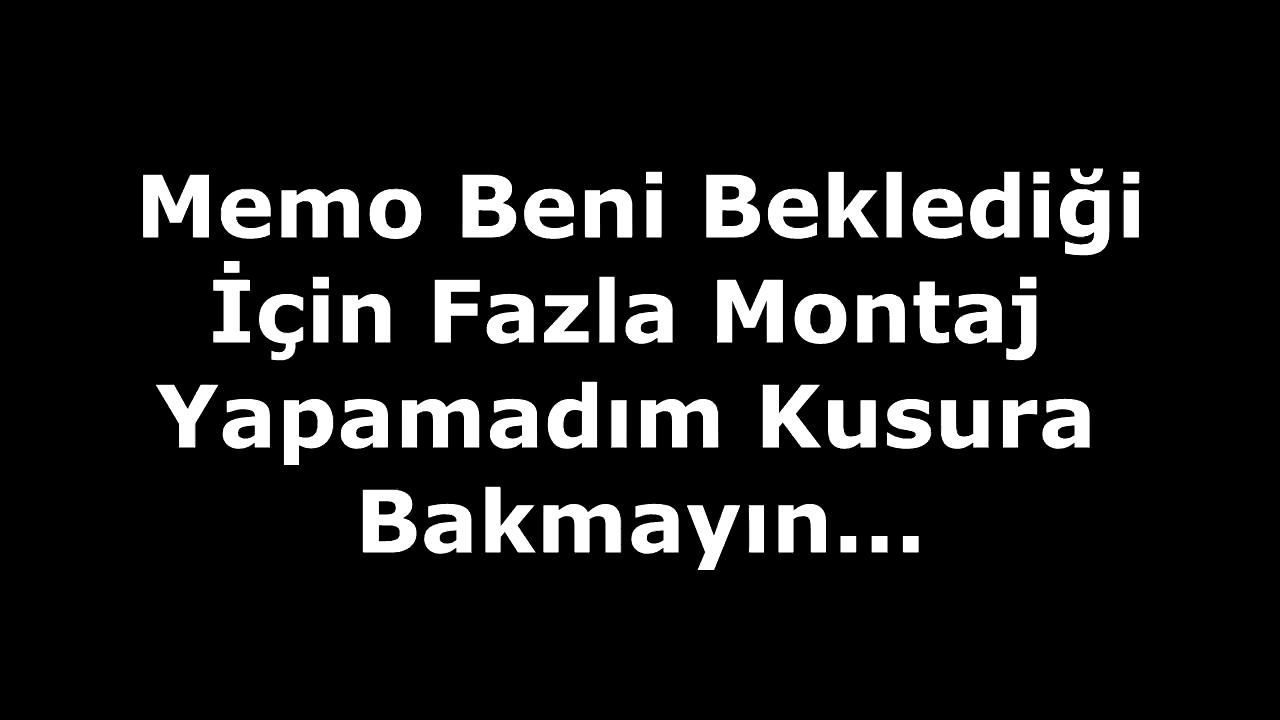 Memo Beni Beklediği
İçin Fazla Montaj
Yapamadım Kusura
Bakmayın...